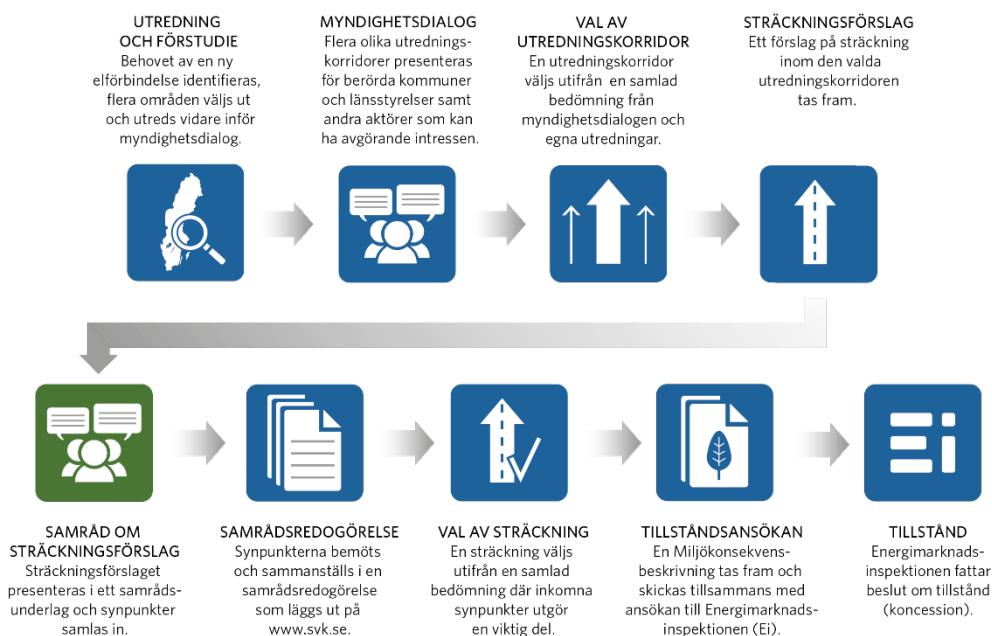 UTREDNING
OCH FÖRSTUDIE
Behovet av en ny
elförbindelse identifieras,
flera områden väljs ut
och utreds vidare inför
myndighetsdialog.
MYNDIGHETSDIALOG
Flera olika utrednings-
korridorer presenteras
för berörda kommuner
och länsstyrelser samt
andra aktörer som kan
ha avgörande intressen.
VAL AV
UTREDNINGSKORRIDOR
En utredningskorridor
väljs utifrån en samlad
bedömning från
myndighetsdialogen och
egna utredningar.
STRÄCKNINGSFÖRSLAG
Ett förslag på sträckning
inom den valda
utredningskorridoren
tas fram.
SAMRÅD OM
STRÄCKNINGSFÖRSLAG
Sträckningsförslaget
presenteras i ett samråds-
underlag och synpunkter
samlas in.
SAMRÅDSREDOGÖRELSE
Synpunkterna bemöts
och sammanställs i en
samrådsredogörelse
som läggs ut på
www.svk.se.
VAL AV STRÄCKNING
En sträckning väljs
utifrån en samlad
bedömning där inkomna
synpunkter utgör
en viktig del.
TILLSTÅNDSANSÖKAN
En Miljökonsekvens-
beskrivning tas fram och
skickas tillsammans med
ansökan till Energimarknads-
inspektionen (Ei).
Ei
TILLSTÅND
Energimarknads-
inspektionen fattar
beslut om tillstånd
(koncession).